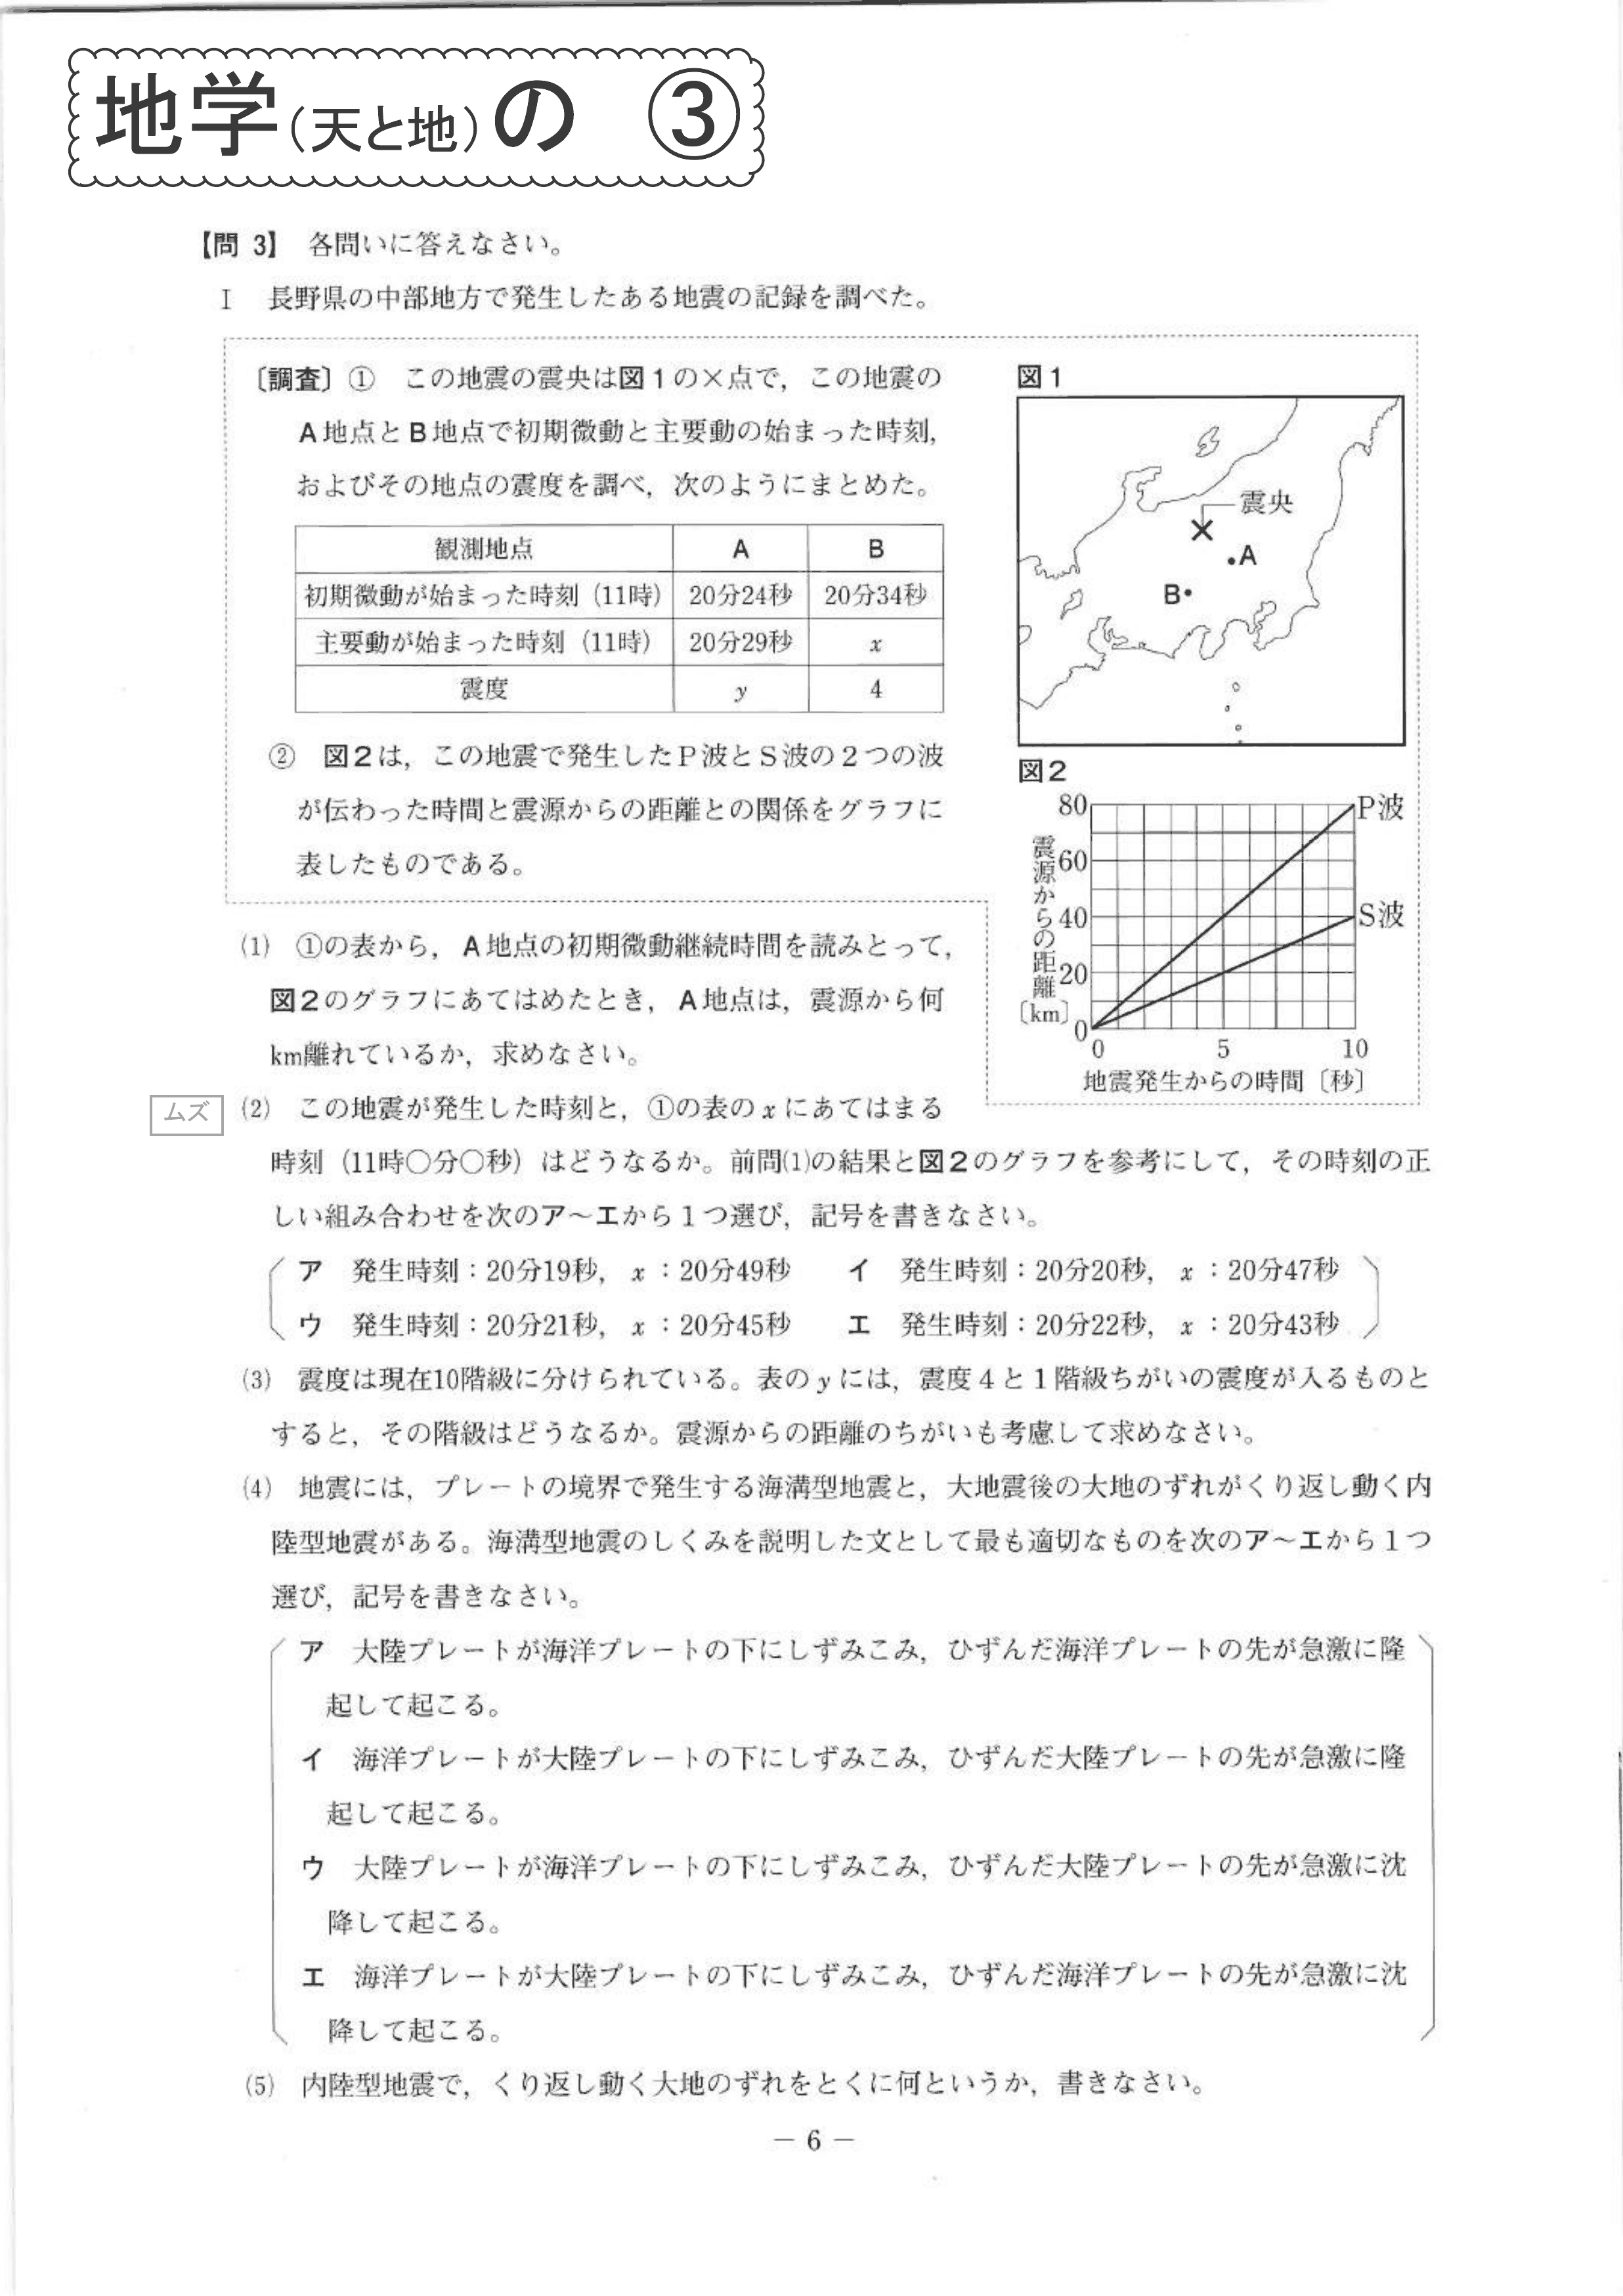 地学(天と地)の ③
【問 3】 各問いに答えなさい。
Ⅰ 長野県の中部地方で発生したある地震の記録を調べた。
〔調査〕① この地震の震央は図1の×点で，この地震の
A地点とB地点で初期微動と主要動の始まった時刻，
およびその地点の震度を調べ，次のようにまとめた。
観測地点 A B
初期微動が始まった時刻（11時） 20分24秒 20分34秒
主要動が始まった時刻（11時） 20分29秒 x
震度 y 4
② 図2は，この地震で発生したP波とS波の2つの波
が伝わった時間と震源からの距離との関係をグラフに
表したものである。
図1
震央
A
B
図2
80
60
40
20
0
震源からの距離〔km〕
P波
S波
0 5 10
地震発生からの時間〔秒〕
(1) ①の表から，A地点の初期微動継続時間を読みとって，
図2のグラフにあてはめたとき，A地点は，震源から何
km離れているか，求めなさい。
ムズ
(2) この地震が発生した時刻と，①の表のxにあてはまる
時刻（11時○分○秒）はどうなるか。前問(1)の結果と図2のグラフを参考にして，その時刻の正
しい組み合わせを次のア～エから1つ選び，記号を書きなさい。
ア 発生時刻：20分19秒，x：20分49秒 イ 発生時刻：20分20秒，x：20分47秒
ウ 発生時刻：20分21秒，x：20分45秒 エ 発生時刻：20分22秒，x：20分43秒
(3) 震度は現在10階級に分けられている。表のyには，震度4と1階級ちがいの震度が入るものと
すると，その階級はどうなるか。震源からの距離のちがいも考慮して求めなさい。
(4) 地震には，プレートの境界で発生する海溝型地震と，大地震後の大地のずれがくり返し動く内
陸型地震がある。海溝型地震のしくみを説明した文として最も適切なものを次のア～エから1つ
選び，記号を書きなさい。
ア 大陸プレートが海洋プレートの下にしずみこみ，ひずんだ海洋プレートの先が急激に隆
起して起こる。
イ 海洋プレートが大陸プレートの下にしずみこみ，ひずんだ大陸プレートの先が急激に隆
起して起こる。
ウ 大陸プレートが海洋プレートの下にしずみこみ，ひずんだ大陸プレートの先が急激に沈
降して起こる。
エ 海洋プレートが大陸プレートの下にしずみこみ，ひずんだ海洋プレートの先が急激に沈
降して起こる。
(5) 内陸型地震で，くり返し動く大地のずれをとくに何というか，書きなさい。
－ 6 －